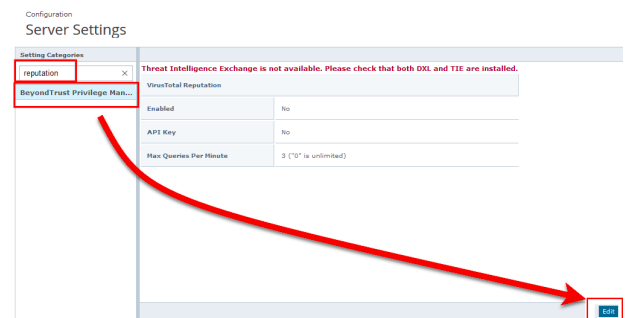 Configuration
Server Settings
Setting Categories
reputation ×
BeyondTrust Privilege Man...
Threat Intelligence Exchange is not available. Please check that both DXL and TIE are installed.
VirusTotal Reputation
Enabled No
API Key No
Max Queries Per Minute 3 ("0" is unlimited)
Edit